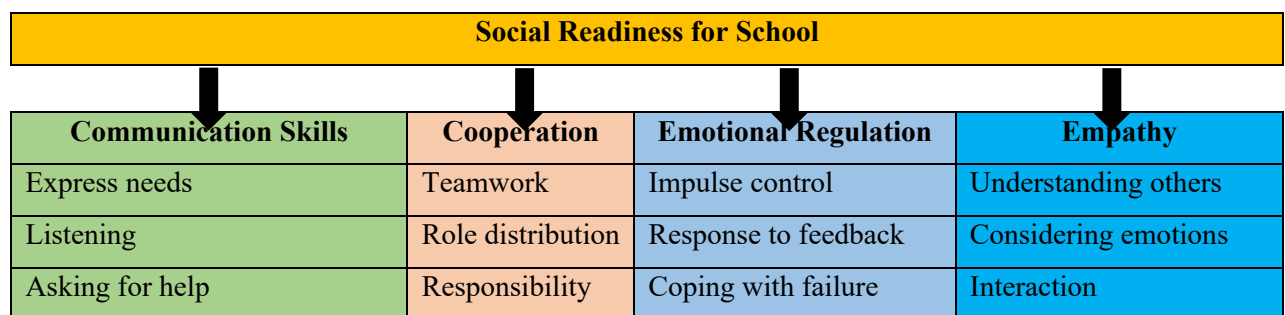 Social Readiness for School
Communication Skills Cooperation Emotional Regulation Empathy
Express needs Teamwork Impulse control Understanding others
Listening Role distribution Response to feedback Considering emotions
Asking for help Responsibility Coping with failure Interaction